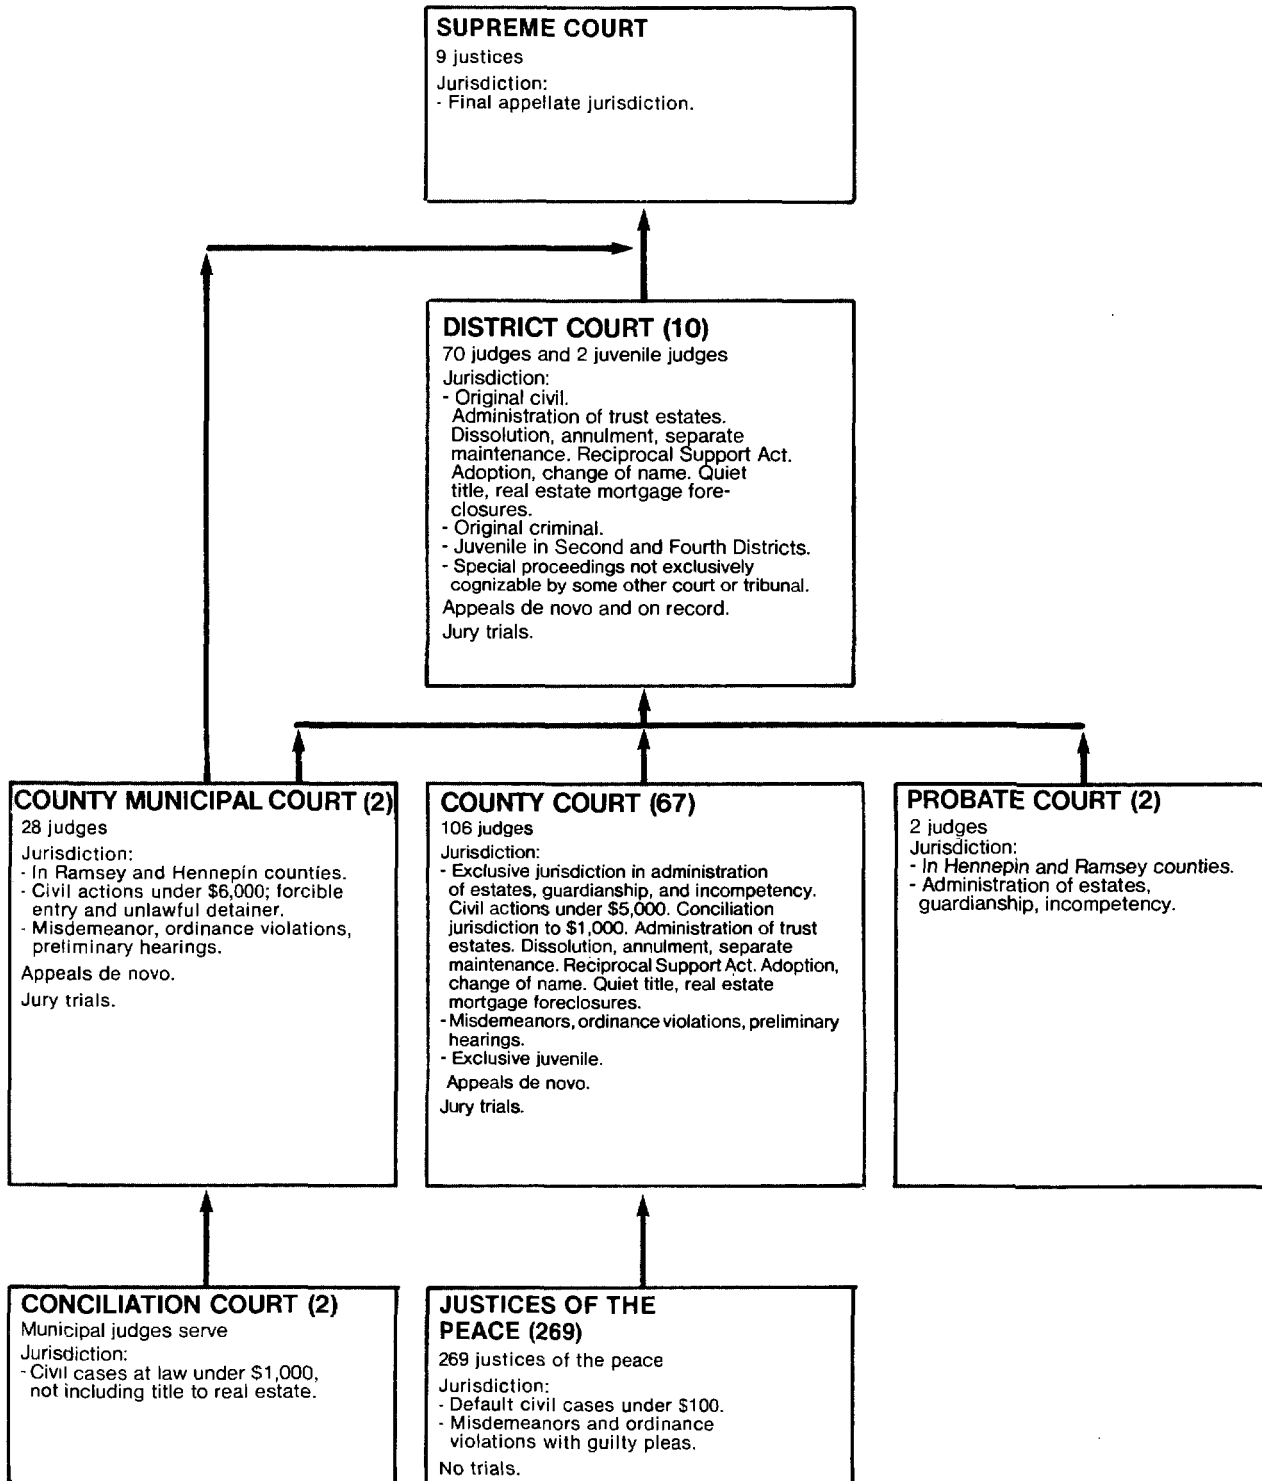 SUPREME COURT
9 justices
Jurisdiction:
- Final appellate jurisdiction.
DISTRICT COURT (10)
70 judges and 2 juvenile judges
Jurisdiction:
- Original civil.
Administration of trust estates.
Dissolution, annulment, separate
maintenance. Reciprocal Support Act.
Adoption, change of name. Quiet
title, real estate mortgage fore-
closures.
- Original criminal.
- Juvenile in Second and Fourth Districts.
- Special proceedings not exclusively
cognizable by some other court or tribunal.
Appeals de novo and on record.
Jury trials.
COUNTY MUNICIPAL COURT (2)
28 judges
Jurisdiction:
- In Ramsey and Hennepin counties.
- Civil actions under $6,000; forcible
entry and unlawful detainer.
- Misdemeanor, ordinance violations,
preliminary hearings.
Appeals de novo.
Jury trials.
COUNTY COURT (67)
106 judges
Jurisdiction:
- Exclusive jurisdiction in administration
of estates, guardianship, and incompetency.
Civil actions under $5,000. Conciliation
jurisdiction to $1,000. Administration of trust
estates. Dissolution, annulment, separate
maintenance. Reciprocal Support Act. Adoption,
change of name. Quiet title, real estate
mortgage foreclosures.
- Misdemeanors, ordinance violations, preliminary
hearings.
- Exclusive juvenile.
Appeals de novo.
Jury trials.
PROBATE COURT (2)
2 judges
Jurisdiction:
- In Hennepin and Ramsey counties.
- Administration of estates,
guardianship, incompetency.
CONCILIATION COURT (2)
Municipal judges serve
Jurisdiction:
- Civil cases at law under $1,000,
not including title to real estate.
JUSTICES OF THE
PEACE (269)
269 justices of the peace
Jurisdiction:
- Default civil cases under $100.
- Misdemeanors and ordinance
violations with guilty pleas.
No trials.